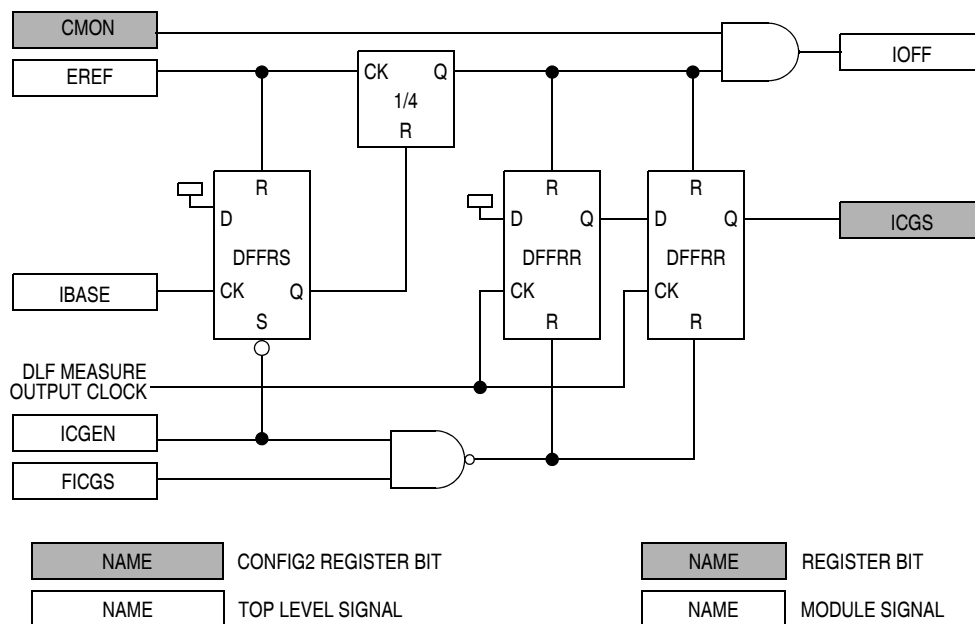 CMON
IOFF
EREF
CK Q
1/4
R
R R R
D D Q D Q
ICGS
DFFRS DFFRR DFFRR
IBASE
CK Q CK CK
S R R
DLF MEASURE
OUTPUT CLOCK
ICGEN
FICGS
NAME CONFIG2 REGISTER BIT NAME REGISTER BIT
NAME TOP LEVEL SIGNAL NAME MODULE SIGNAL